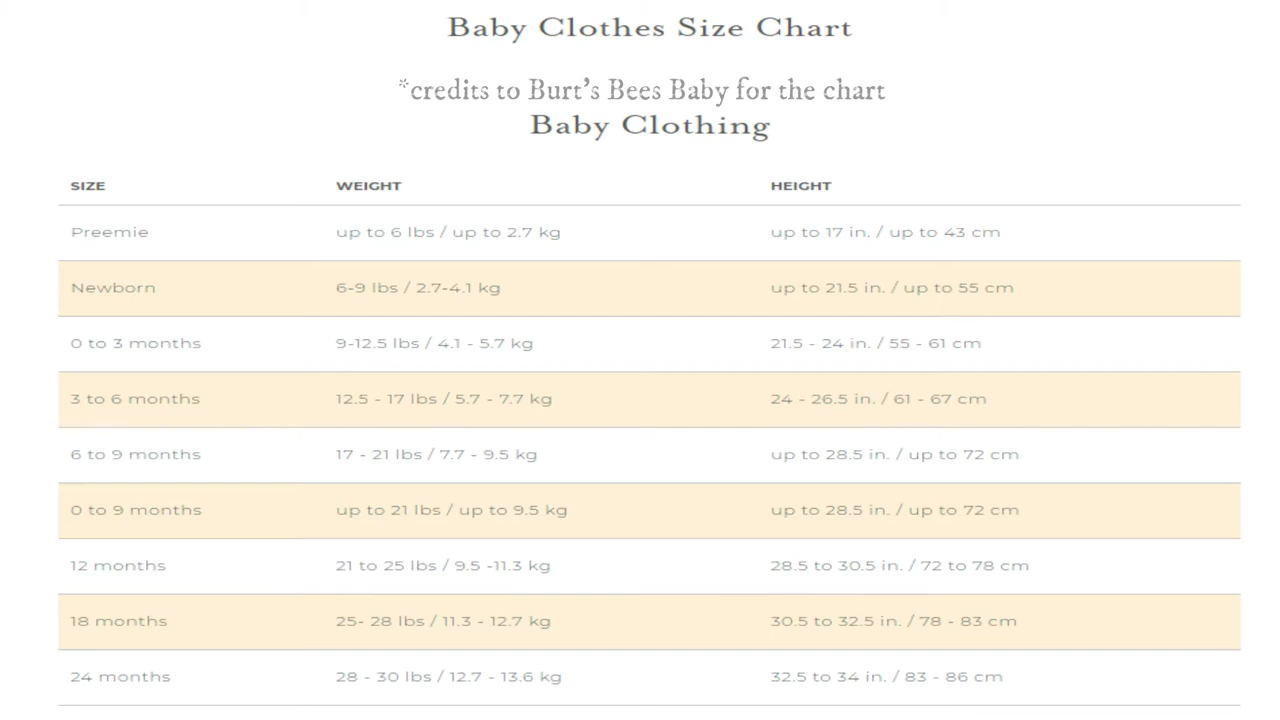 Baby Clothes Size Chart
*credits to Burt's Bees Baby for the chart
Baby Clothing
SIZE WEIGHT HEIGHT
Preemie up to 6 lbs / up to 2.7 kg up to 17 in. / up to 43 cm
Newborn 6-9 lbs / 2.7-4.1 kg up to 21.5 in. / up to 55 cm
0 to 3 months 9-12.5 lbs / 4.1 - 5.7 kg 21.5 - 24 in. / 55 - 61 cm
3 to 6 months 12.5 - 17 lbs / 5.7 - 7.7 kg 24 - 26.5 in. / 61 - 67 cm
6 to 9 months 17 - 21 lbs / 7.7 - 9.5 kg up to 28.5 in. / up to 72 cm
0 to 9 months up to 21 lbs / up to 9.5 kg up to 28.5 in. / up to 72 cm
12 months 21 to 25 lbs / 9.5 -11.3 kg 28.5 to 30.5 in. / 72 to 78 cm
18 months 25- 28 lbs / 11.3 - 12.7 kg 30.5 to 32.5 in. / 78 - 83 cm
24 months 28 - 30 lbs / 12.7 - 13.6 kg 32.5 to 34 in. / 83 - 86 cm